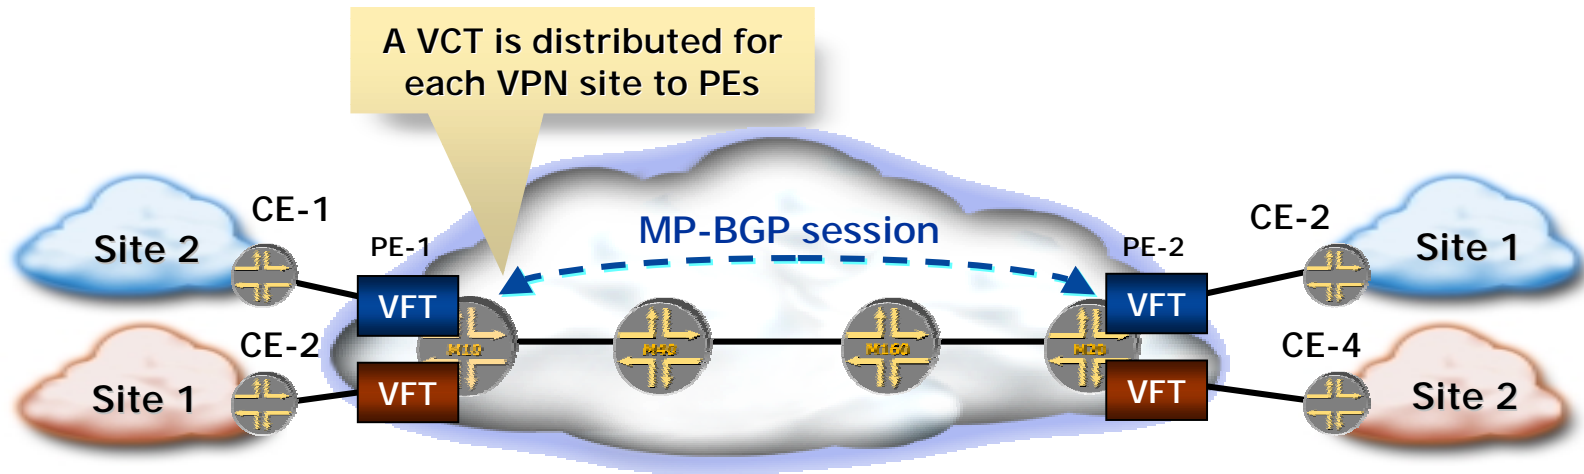 A VCT is distributed for
each VPN site to PEs
CE-1
Site 2
PE-1
MP-BGP session
PE-2
CE-2
Site 1
VFT
VFT
M10
M40
M160
M20
CE-2
Site 1
VFT
VFT
CE-4
Site 2